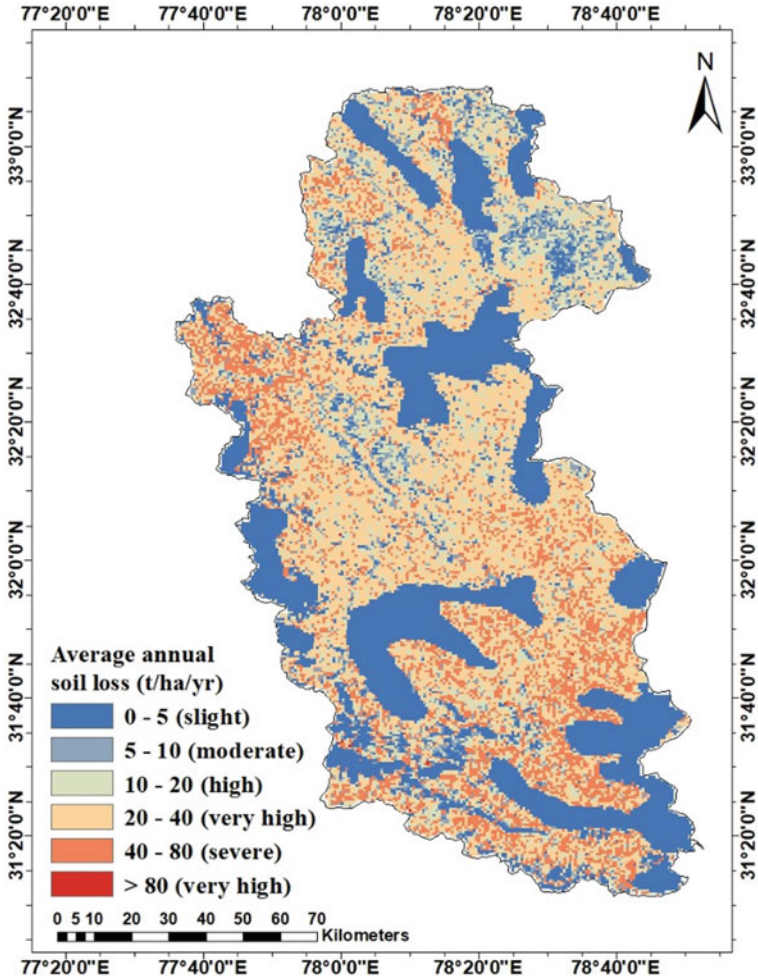 77°20'0"E 77°40'0"E 78°0'0"E 78°20'0"E 78°40'0"E
N
33°0'0"N 33°0'0"N
32°40'0"N 32°40'0"N
32°20'0"N 32°20'0"N
32°0'0"N 32°0'0"N
31°40'0"N 31°40'0"N
31°20'0"N 31°20'0"N
Average annual
soil loss (t/ha/yr)
0 - 5 (slight)
5 - 10 (moderate)
10 - 20 (high)
20 - 40 (very high)
40 - 80 (severe)
> 80 (very high)
0 5 10 20 30 40 50 60 70
Kilometers
77°20'0"E 77°40'0"E 78°0'0"E 78°20'0"E 78°40'0"E